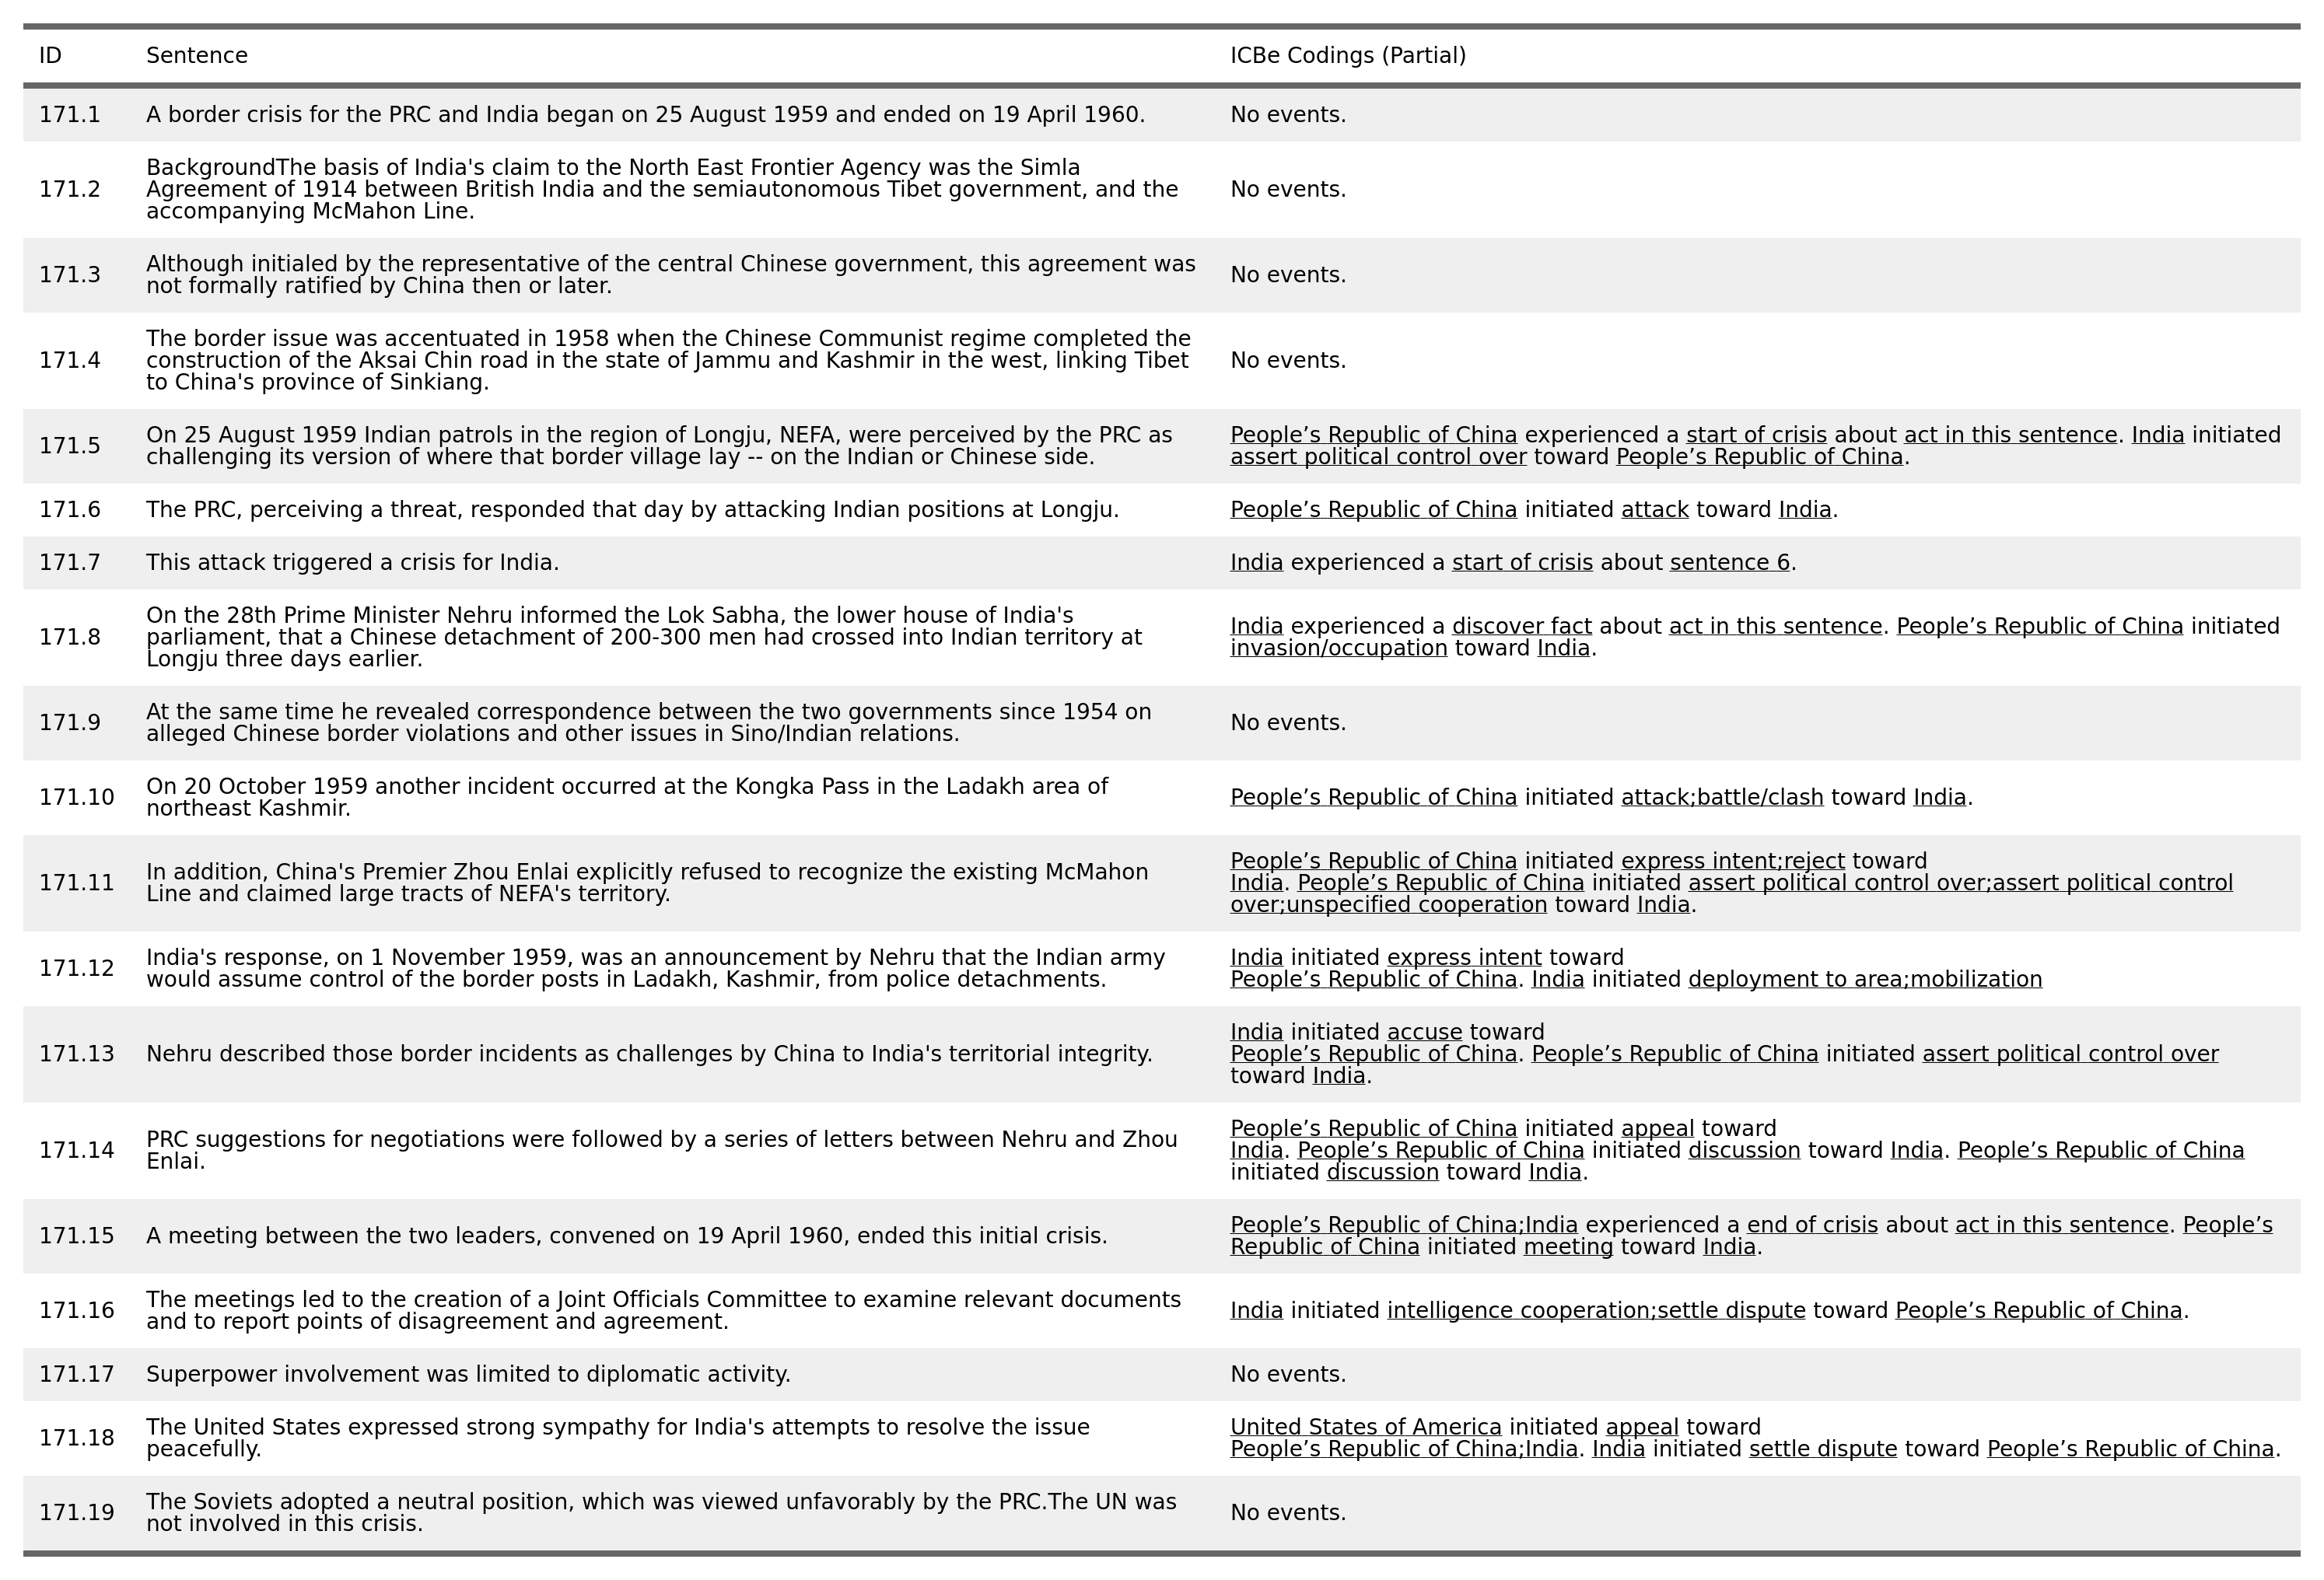 ID Sentence ICBe Codings (Partial)
171.1 A border crisis for the PRC and India began on 25 August 1959 and ended on 19 April 1960. No events.
171.2 BackgroundThe basis of India's claim to the North East Frontier Agency was the Simla
Agreement of 1914 between British India and the semiautonomous Tibet government, and the
accompanying McMahon Line.
No events.
171.3 Although initialed by the representative of the central Chinese government, this agreement was
not formally ratified by China then or later.
No events.
171.4 The border issue was accentuated in 1958 when the Chinese Communist regime completed the
construction of the Aksai Chin road in the state of Jammu and Kashmir in the west, linking Tibet
to China's province of Sinkiang.
No events.
171.5 On 25 August 1959 Indian patrols in the region of Longju, NEFA, were perceived by the PRC as
challenging its version of where that border village lay -- on the Indian or Chinese side.
People’s Republic of China experienced a start of crisis about act in this sentence. India initiated
assert political control over toward People’s Republic of China.
171.6 The PRC, perceiving a threat, responded that day by attacking Indian positions at Longju. People’s Republic of China initiated attack toward India.
171.7 This attack triggered a crisis for India. India experienced a start of crisis about sentence 6.
171.8 On the 28th Prime Minister Nehru informed the Lok Sabha, the lower house of India's
parliament, that a Chinese detachment of 200-300 men had crossed into Indian territory at
Longju three days earlier.
India experienced a discover fact about act in this sentence. People’s Republic of China initiated
invasion/occupation toward India.
171.9 At the same time he revealed correspondence between the two governments since 1954 on
alleged Chinese border violations and other issues in Sino/Indian relations.
No events.
171.10 On 20 October 1959 another incident occurred at the Kongka Pass in the Ladakh area of
northeast Kashmir.
People’s Republic of China initiated attack;battle/clash toward India.
171.11 In addition, China's Premier Zhou Enlai explicitly refused to recognize the existing McMahon
Line and claimed large tracts of NEFA's territory.
People’s Republic of China initiated express intent;reject toward
India. People’s Republic of China initiated assert political control over;assert political control
over;unspecified cooperation toward India.
171.12 India's response, on 1 November 1959, was an announcement by Nehru that the Indian army
would assume control of the border posts in Ladakh, Kashmir, from police detachments.
India initiated express intent toward
People’s Republic of China. India initiated deployment to area;mobilization
171.13 Nehru described those border incidents as challenges by China to India's territorial integrity.
India initiated accuse toward
People’s Republic of China. People’s Republic of China initiated assert political control over
toward India.
171.14 PRC suggestions for negotiations were followed by a series of letters between Nehru and Zhou
Enlai.
People’s Republic of China initiated appeal toward
India. People’s Republic of China initiated discussion toward India. People’s Republic of China
initiated discussion toward India.
171.15 A meeting between the two leaders, convened on 19 April 1960, ended this initial crisis.
People’s Republic of China;India experienced a end of crisis about act in this sentence. People’s
Republic of China initiated meeting toward India.
171.16 The meetings led to the creation of a Joint Officials Committee to examine relevant documents
and to report points of disagreement and agreement.
India initiated intelligence cooperation;settle dispute toward People’s Republic of China.
171.17 Superpower involvement was limited to diplomatic activity. No events.
171.18 The United States expressed strong sympathy for India's attempts to resolve the issue
peacefully.
United States of America initiated appeal toward
People’s Republic of China;India. India initiated settle dispute toward People’s Republic of China.
171.19 The Soviets adopted a neutral position, which was viewed unfavorably by the PRC.The UN was
not involved in this crisis.
No events.